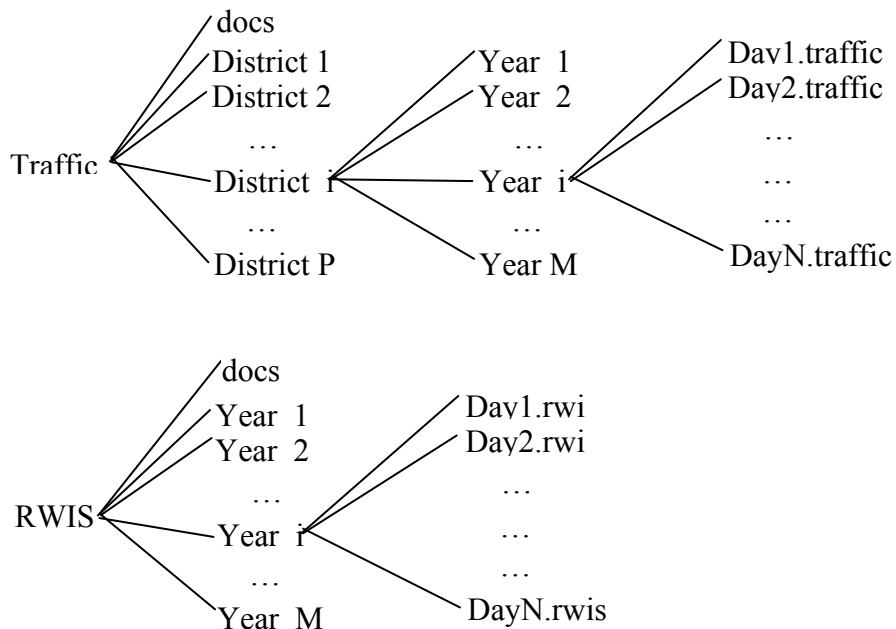 docs
District 1
District 2
…
District i
…
District P
Traffic
Year 1
Year 2
…
Year i
…
Year M
Day1.traffic
Day2.traffic
…
…
…
DayN.traffic
docs
Year 1
Year 2
…
Year i
…
Year M
RWIS
Day1.rwi
Day2.rwi
…
…
…
DayN.rwis